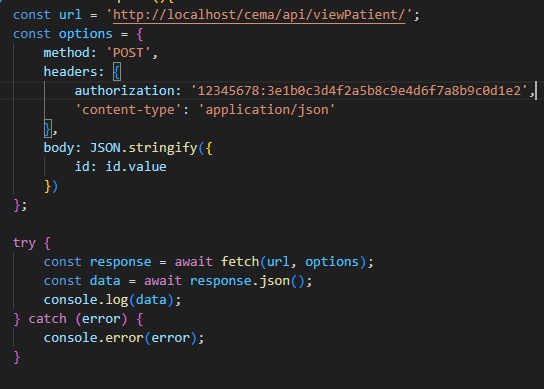 (){
const url = 'http://localhost/cema/api/viewPatient/';
const options = {
    method: 'POST',
    headers: {
        authorization: '12345678:3e1b0c3d4f2a5b8c9e4d6f7a8b9c0d1e2',
        'content-type': 'application/json'
    },
    body: JSON.stringify({
        id: id.value
    })
};

try {
    const response = await fetch(url, options);
    const data = await response.json();
    console.log(data);
} catch (error) {
    console.error(error);
}